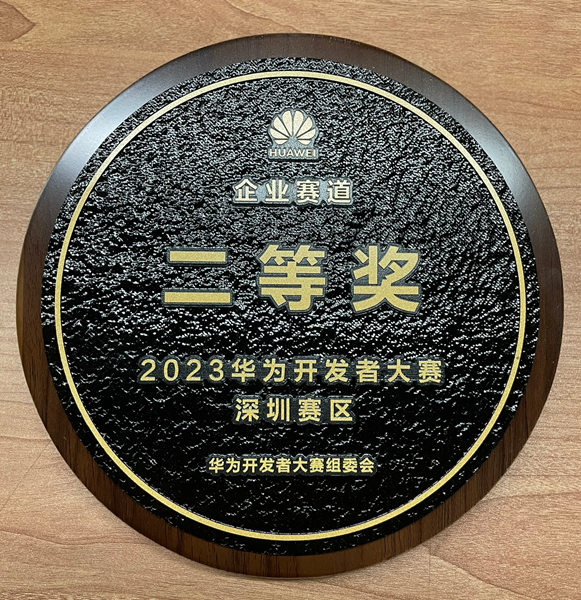 HUAWEI
企业赛道
二等奖
2023华为开发者大赛
深圳赛区
华为开发者大赛组委会